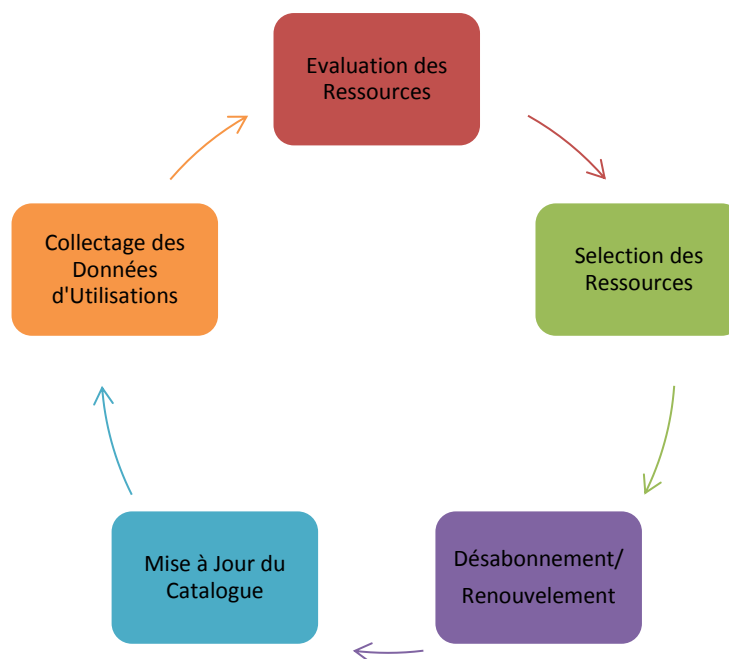 Evaluation des
Ressources
Selection des
Ressources
Désabonnement/
Renouvelement
Mise à Jour du
Catalogue
Collectage des
Données
d'Utilisations